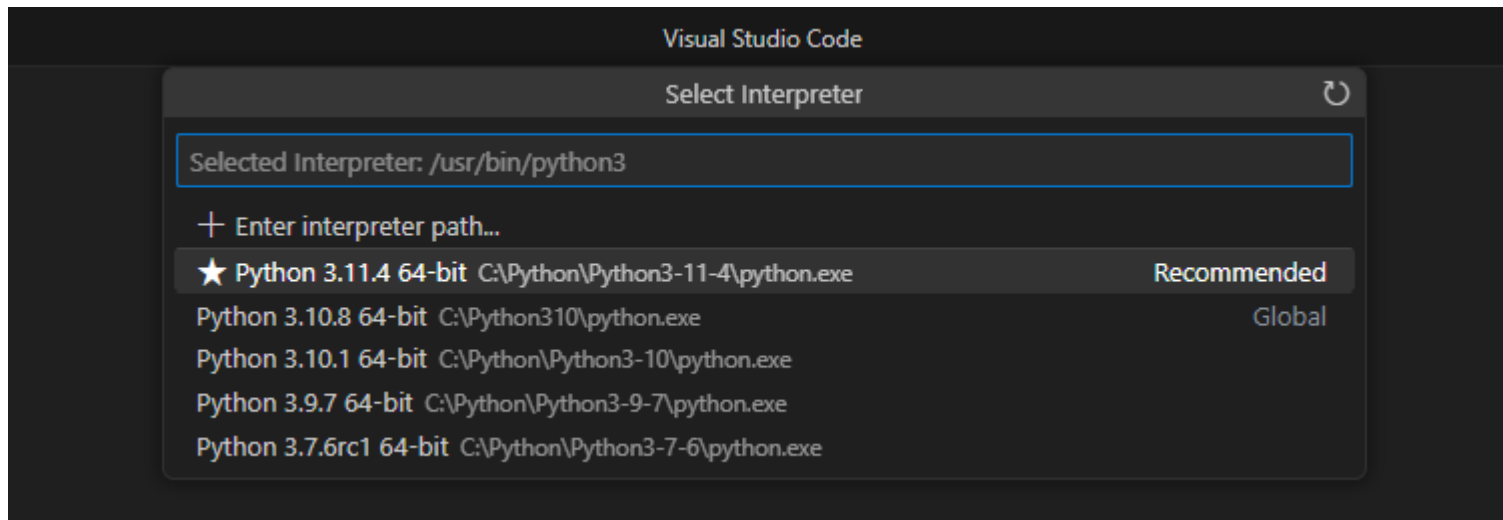 Visual Studio Code
Select Interpreter
Selected Interpreter: /usr/bin/python3
+ Enter interpreter path...
★ Python 3.11.4 64-bit C:\Python\Python3-11-4\python.exe Recommended
Python 3.10.8 64-bit C:\Python310\python.exe Global
Python 3.10.1 64-bit C:\Python\Python3-10\python.exe
Python 3.9.7 64-bit C:\Python\Python3-9-7\python.exe
Python 3.7.6rc1 64-bit C:\Python\Python3-7-6\python.exe